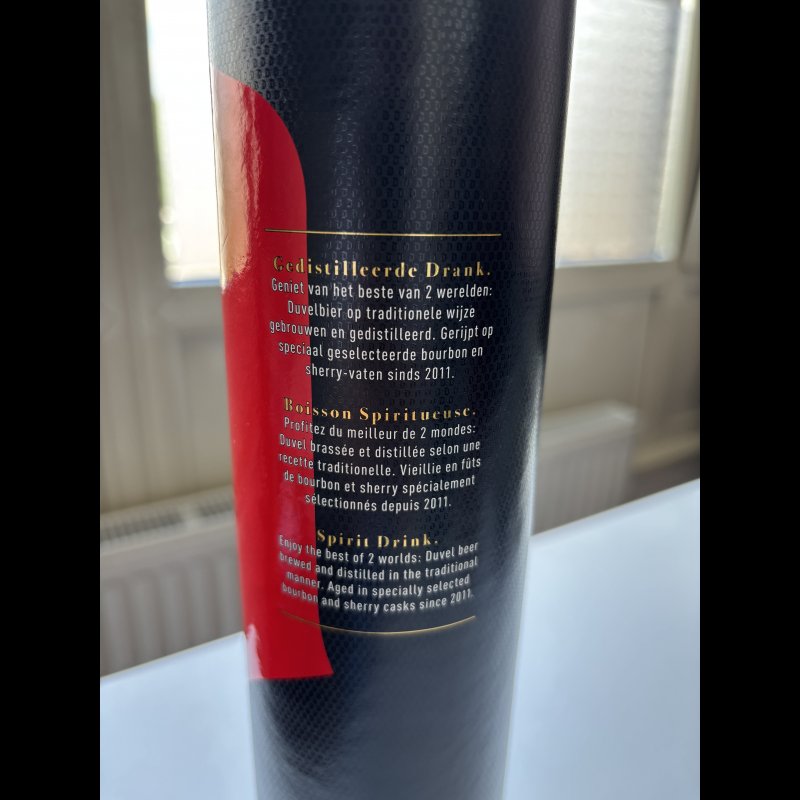 Gedistilleerde Drank.
Geniet van het beste van 2 werelden:
Duvelbier op traditionele wijze
gebrouwen en gedistilleerd. Gerijpt op
speciaal geselecteerde bourbon en
sherry-vaten sinds 2011.
Boisson Spiritueuse.
Profitez du meilleur de 2 mondes:
Duvel brassée et distillée selon une
recette traditionelle. Vieillie en fûts
de bourbon et sherry spécialement
sélectionnés depuis 2011.
Spirit Drink.
Enjoy the best of 2 worlds: Duvel beer
brewed and distilled in the traditional
manner. Aged in specially selected
bourbon and sherry casks since 2011.